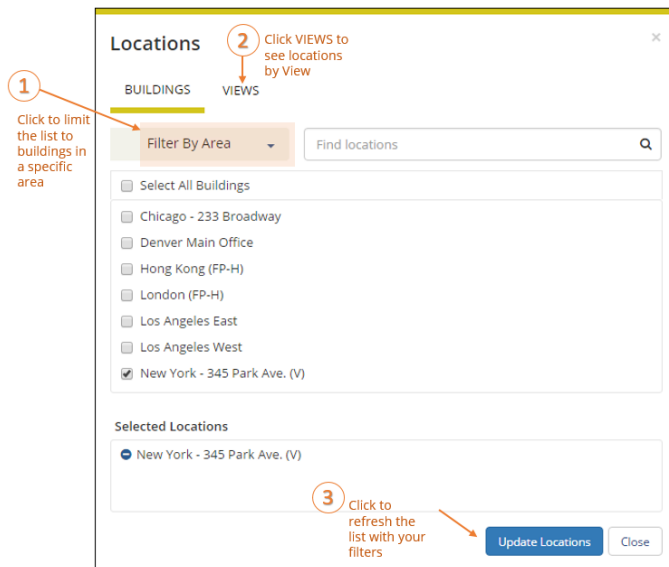 Locations
×
2
Click VIEWS to
see locations
by View
BUILDINGS
VIEWS
1
Click to limit
the list to
buildings in
a specific
area
Filter By Area
Find locations
Select All Buildings
Chicago - 233 Broadway
Denver Main Office
Hong Kong (FP-H)
London (FP-H)
Los Angeles East
Los Angeles West
New York - 345 Park Ave. (V)
Selected Locations
New York - 345 Park Ave. (V)
3
Click to
refresh the
list with your
filters
Update Locations
Close